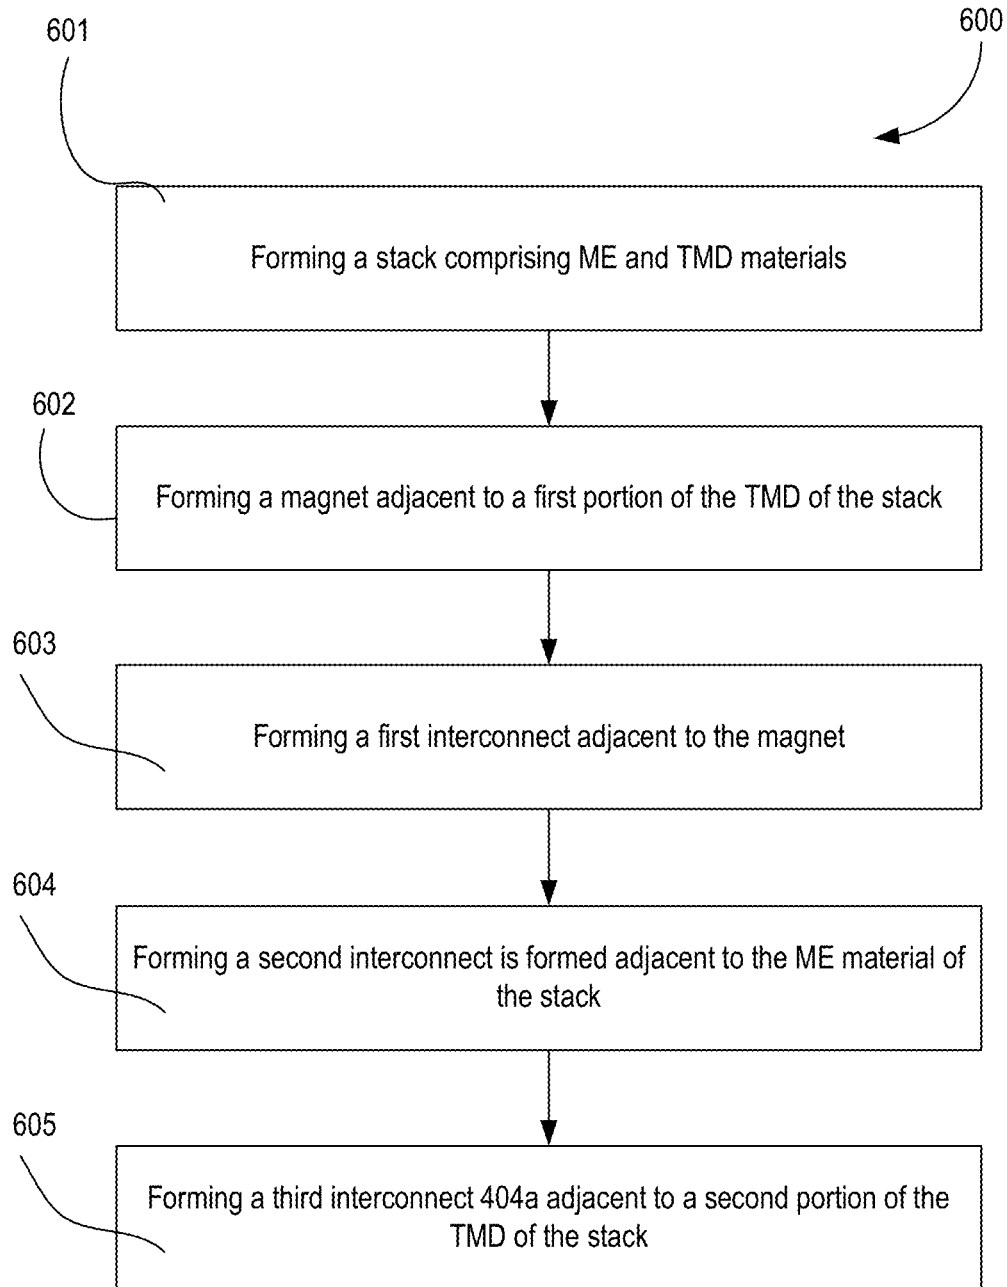 601
600
Forming a stack comprising ME and TMD materials
602
Forming a magnet adjacent to a first portion of the TMD of the stack
603
Forming a first interconnect adjacent to the magnet
604
Forming a second interconnect is formed adjacent to the ME material of
the stack
605
Forming a third interconnect 404a adjacent to a second portion of the
TMD of the stack